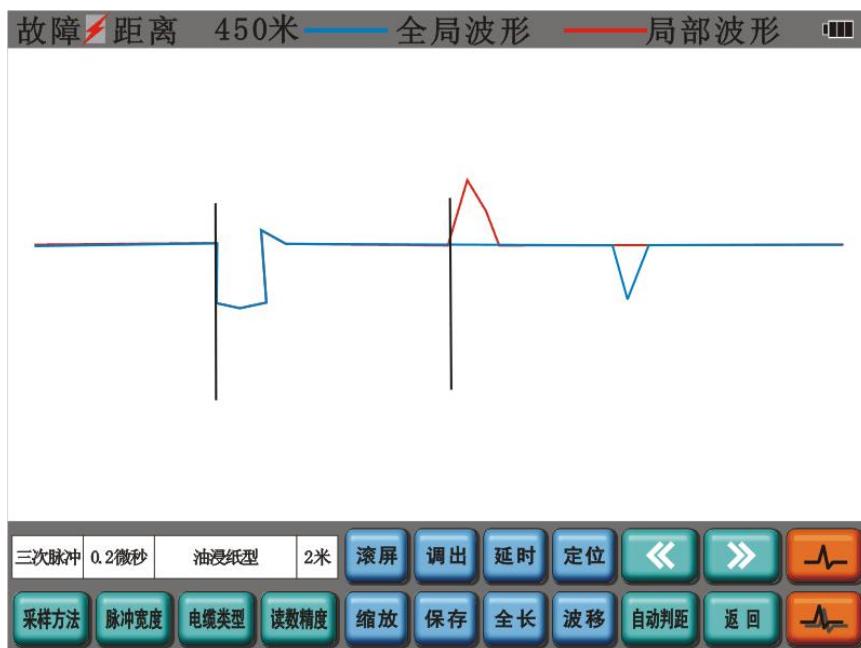 故障距离 450米 全局波形 局部波形
三次脉冲 0.2微秒 油浸纸型 2米 滚屏 调出 延时 定位
采样方法 脉冲宽度 电缆类型 读数精度 缩放 保存 全长 波移 自动判距 返回